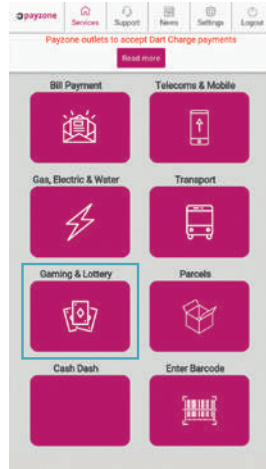 payzone
Services
Support
News
Settings
Logout
Payzone outlets to accept Dart Charge payments
Read more
Bill Payment
Telecoms & Mobile
Gas, Electric & Water
Transport
Gaming & Lottery
Parcels
Cash Dash
Enter Barcode